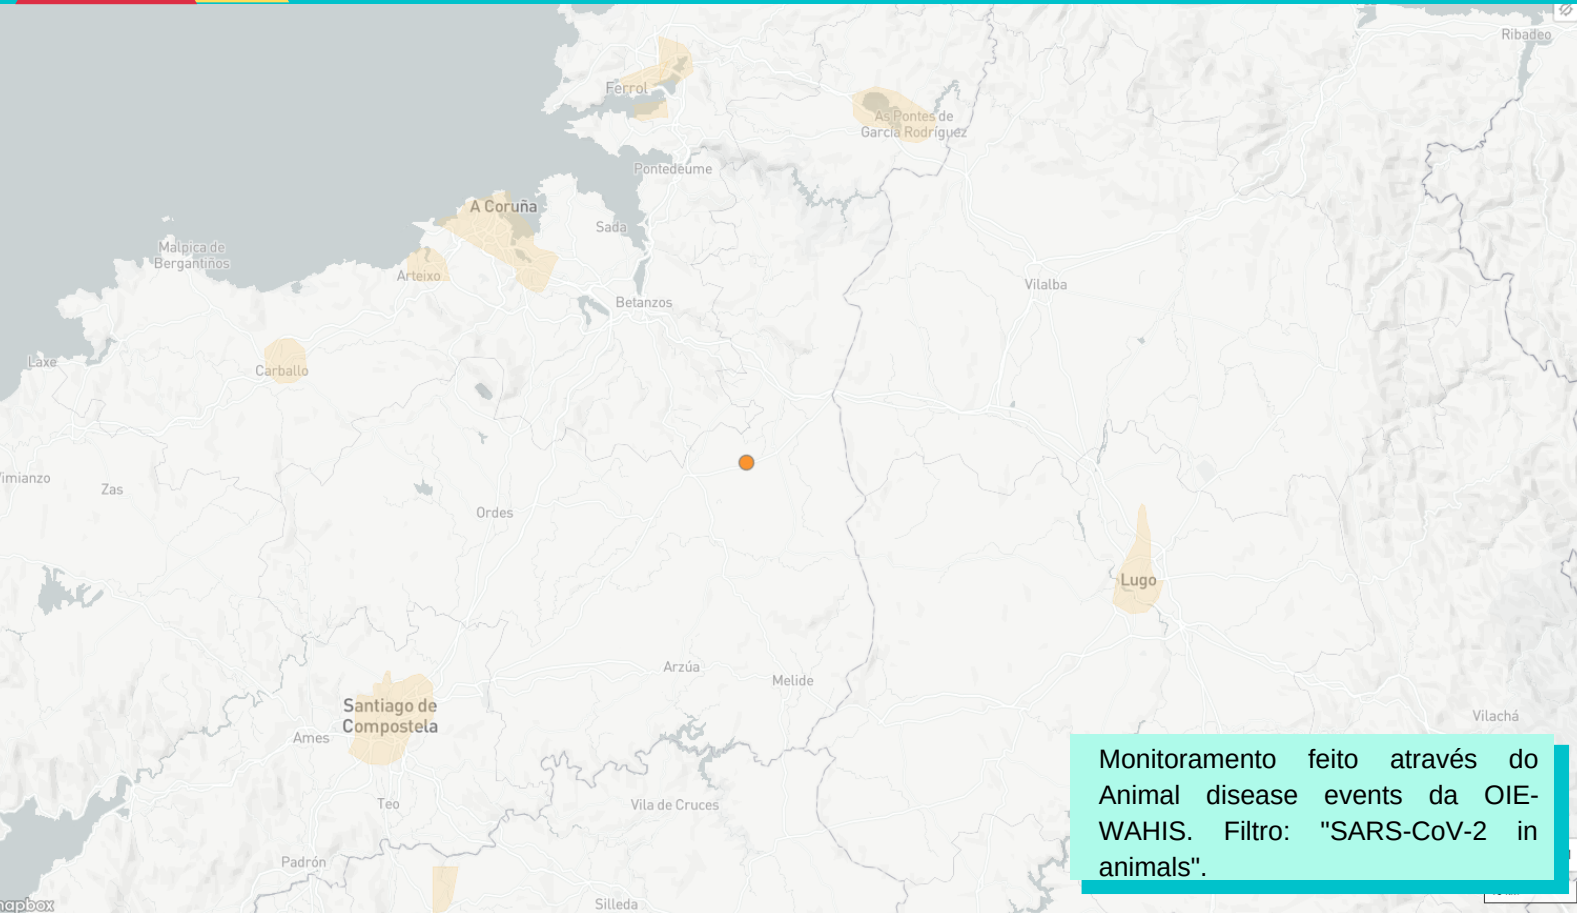 Ribadeo
Ferrol
As Pontes de
García Rodríguez
Pontedeume
A Coruña
Sada
Malpica de
Bergantiños
Arteixo
Vilalba
Betanzos
Laxe
Carballo
Zas
Ordes
Lugo
Arzúa
Melide
Santiago de
Compostela
Ames
Vilachá
Teo
Vila de Cruces
Padrón
Silleda
Monitoramento feito através do
Animal disease events da OIE-
WAHIS. Filtro: "SARS-CoV-2 in
animals".